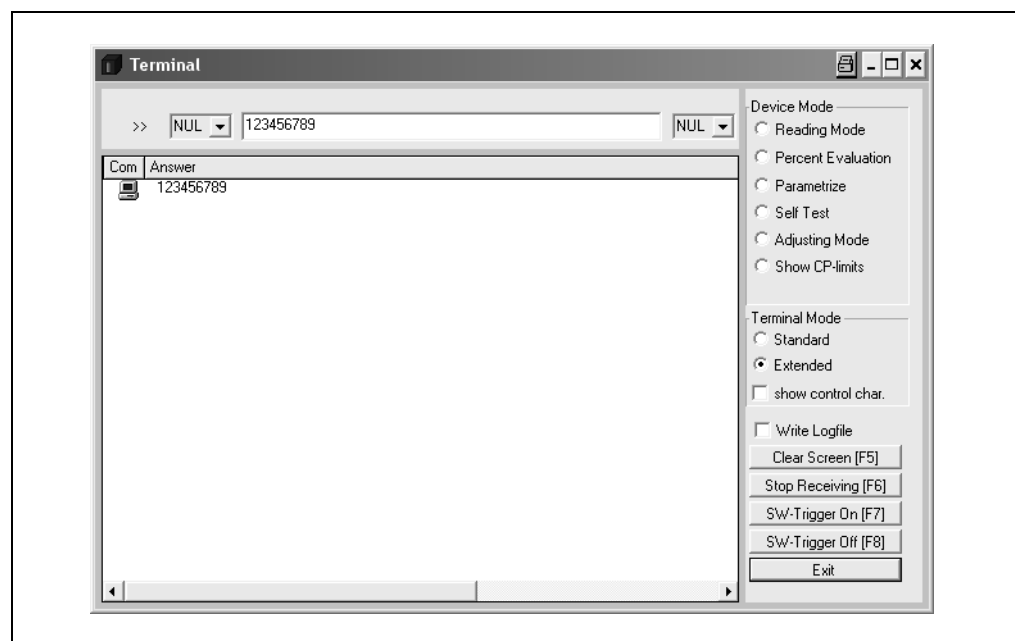 Terminal
>> NUL 123456789 NUL
Com Answer
123456789
Device Mode
Reading Mode
Percent Evaluation
Parametrize
Self Test
Adjusting Mode
Show CP-limits
Terminal Mode
Standard
Extended
show control char.
Write Logfile
Clear Screen [F5]
Stop Receiving [F6]
SW-Trigger On [F7]
SW-Trigger Off [F8]
Exit